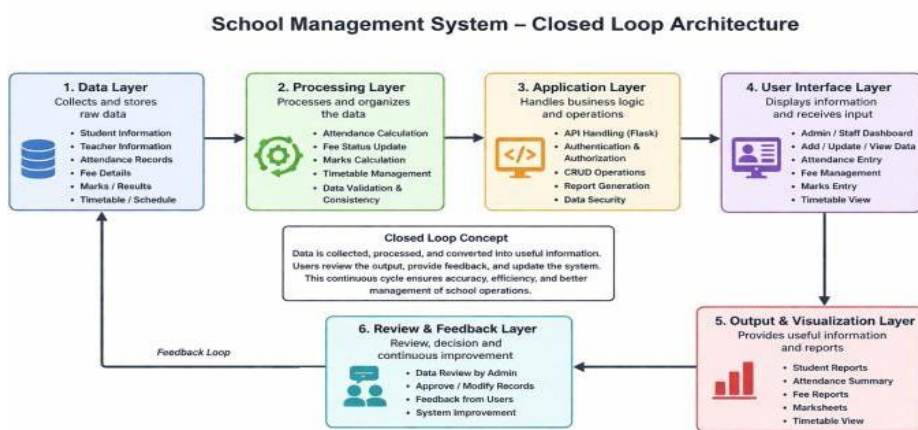 School Management System – Closed Loop Architecture
1. Data Layer
Collects and stores
raw data
• Student Information
• Teacher Information
• Attendance Records
• Fee Details
• Marks / Results
• Timetable / Schedule
2. Processing Layer
Processes and organizes
the data
• Attendance Calculation
• Fee Status Update
• Marks Calculation
• Timetable Management
• Data Validation &
Consistency
3. Application Layer
Handles business logic
and operations
</>
• API Handling (Flask)
• Authentication &
Authorization
• CRUD Operations
• Report Generation
• Data Security
4. User Interface Layer
Displays information
and receives input
• Admin / Staff Dashboard
• Add / Update / View Data
• Attendance Entry
• Fee Management
• Marks Entry
• Timetable View
Closed Loop Concept
Data is collected, processed, and converted into useful information.
Users review the output, provide feedback, and update the system.
This continuous cycle ensures accuracy, efficiency, and better
management of school operations.
5. Output & Visualization Layer
Provides useful information
and reports
• Student Reports
• Attendance Summary
• Fee Reports
• Marksheets
• Timetable View
6. Review & Feedback Layer
Review, decision and
continuous improvement
• Data Review by Admin
• Approve / Modify Records
• Feedback from Users
• System Improvement
Feedback Loop